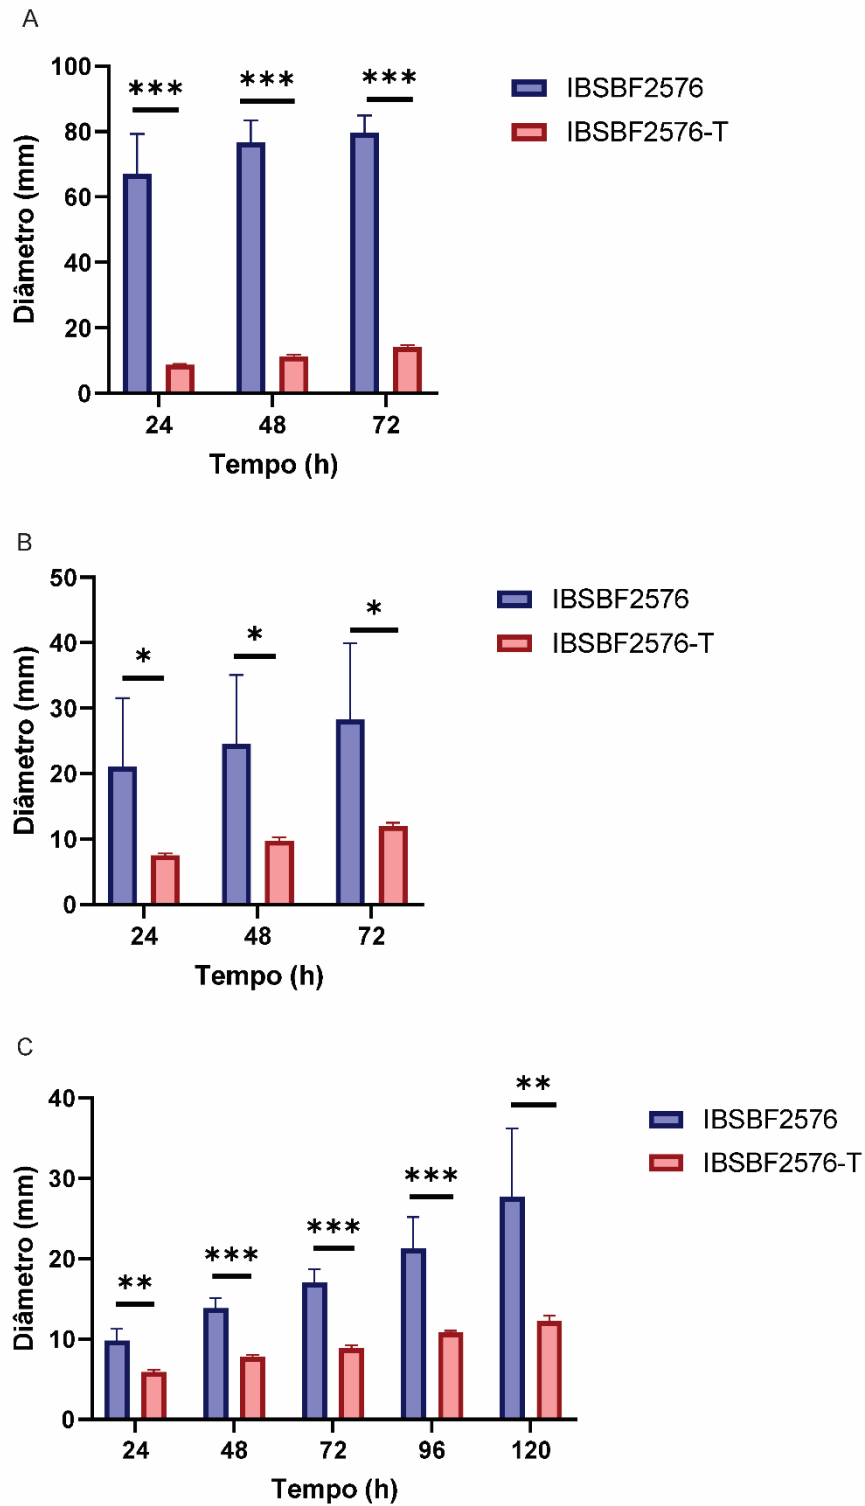 A
*** *** ***
100
80
60
40
20
0
Diâmetro (mm)
24 48 72
Tempo (h)
IBSBF2576
IBSBF2576-T
B
* * *
50
40
30
20
10
0
Diâmetro (mm)
24 48 72
Tempo (h)
IBSBF2576
IBSBF2576-T
C
** *** *** *** **
40
30
20
10
0
Diâmetro (mm)
24 48 72 96 120
Tempo (h)
IBSBF2576
IBSBF2576-T